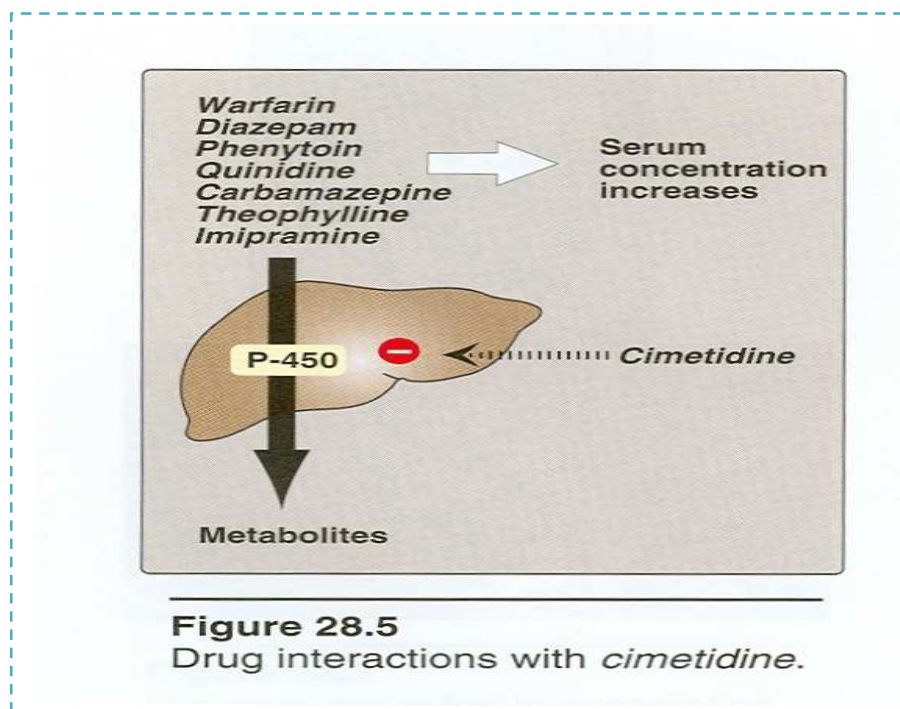 Warfarin
Diazepam
Phenytoin
Quinidine
Carbamazepine
Theophylline
Imipramine
Serum
concentration
increases
P-450
Cimetidine
Metabolites
Figure 28.5
Drug interactions with cimetidine.